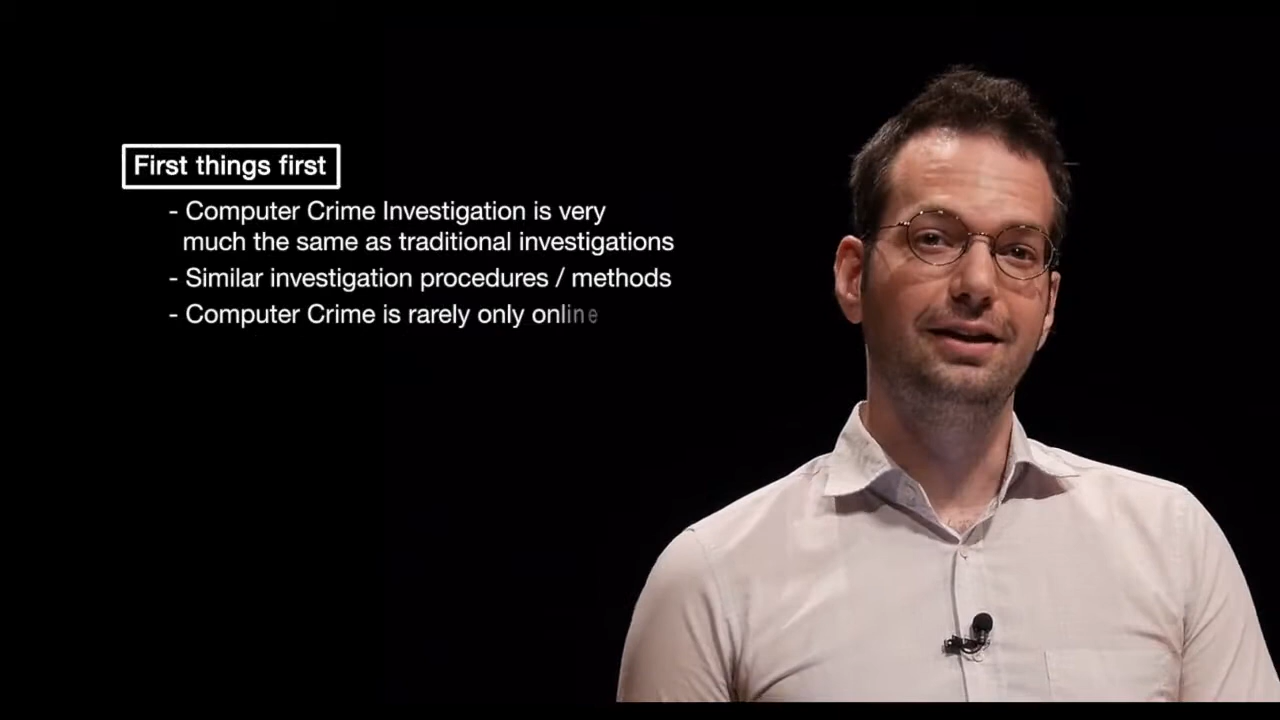 First things first
- Computer Crime Investigation is very
much the same as traditional investigations
- Similar investigation procedures / methods
- Computer Crime is rarely only online